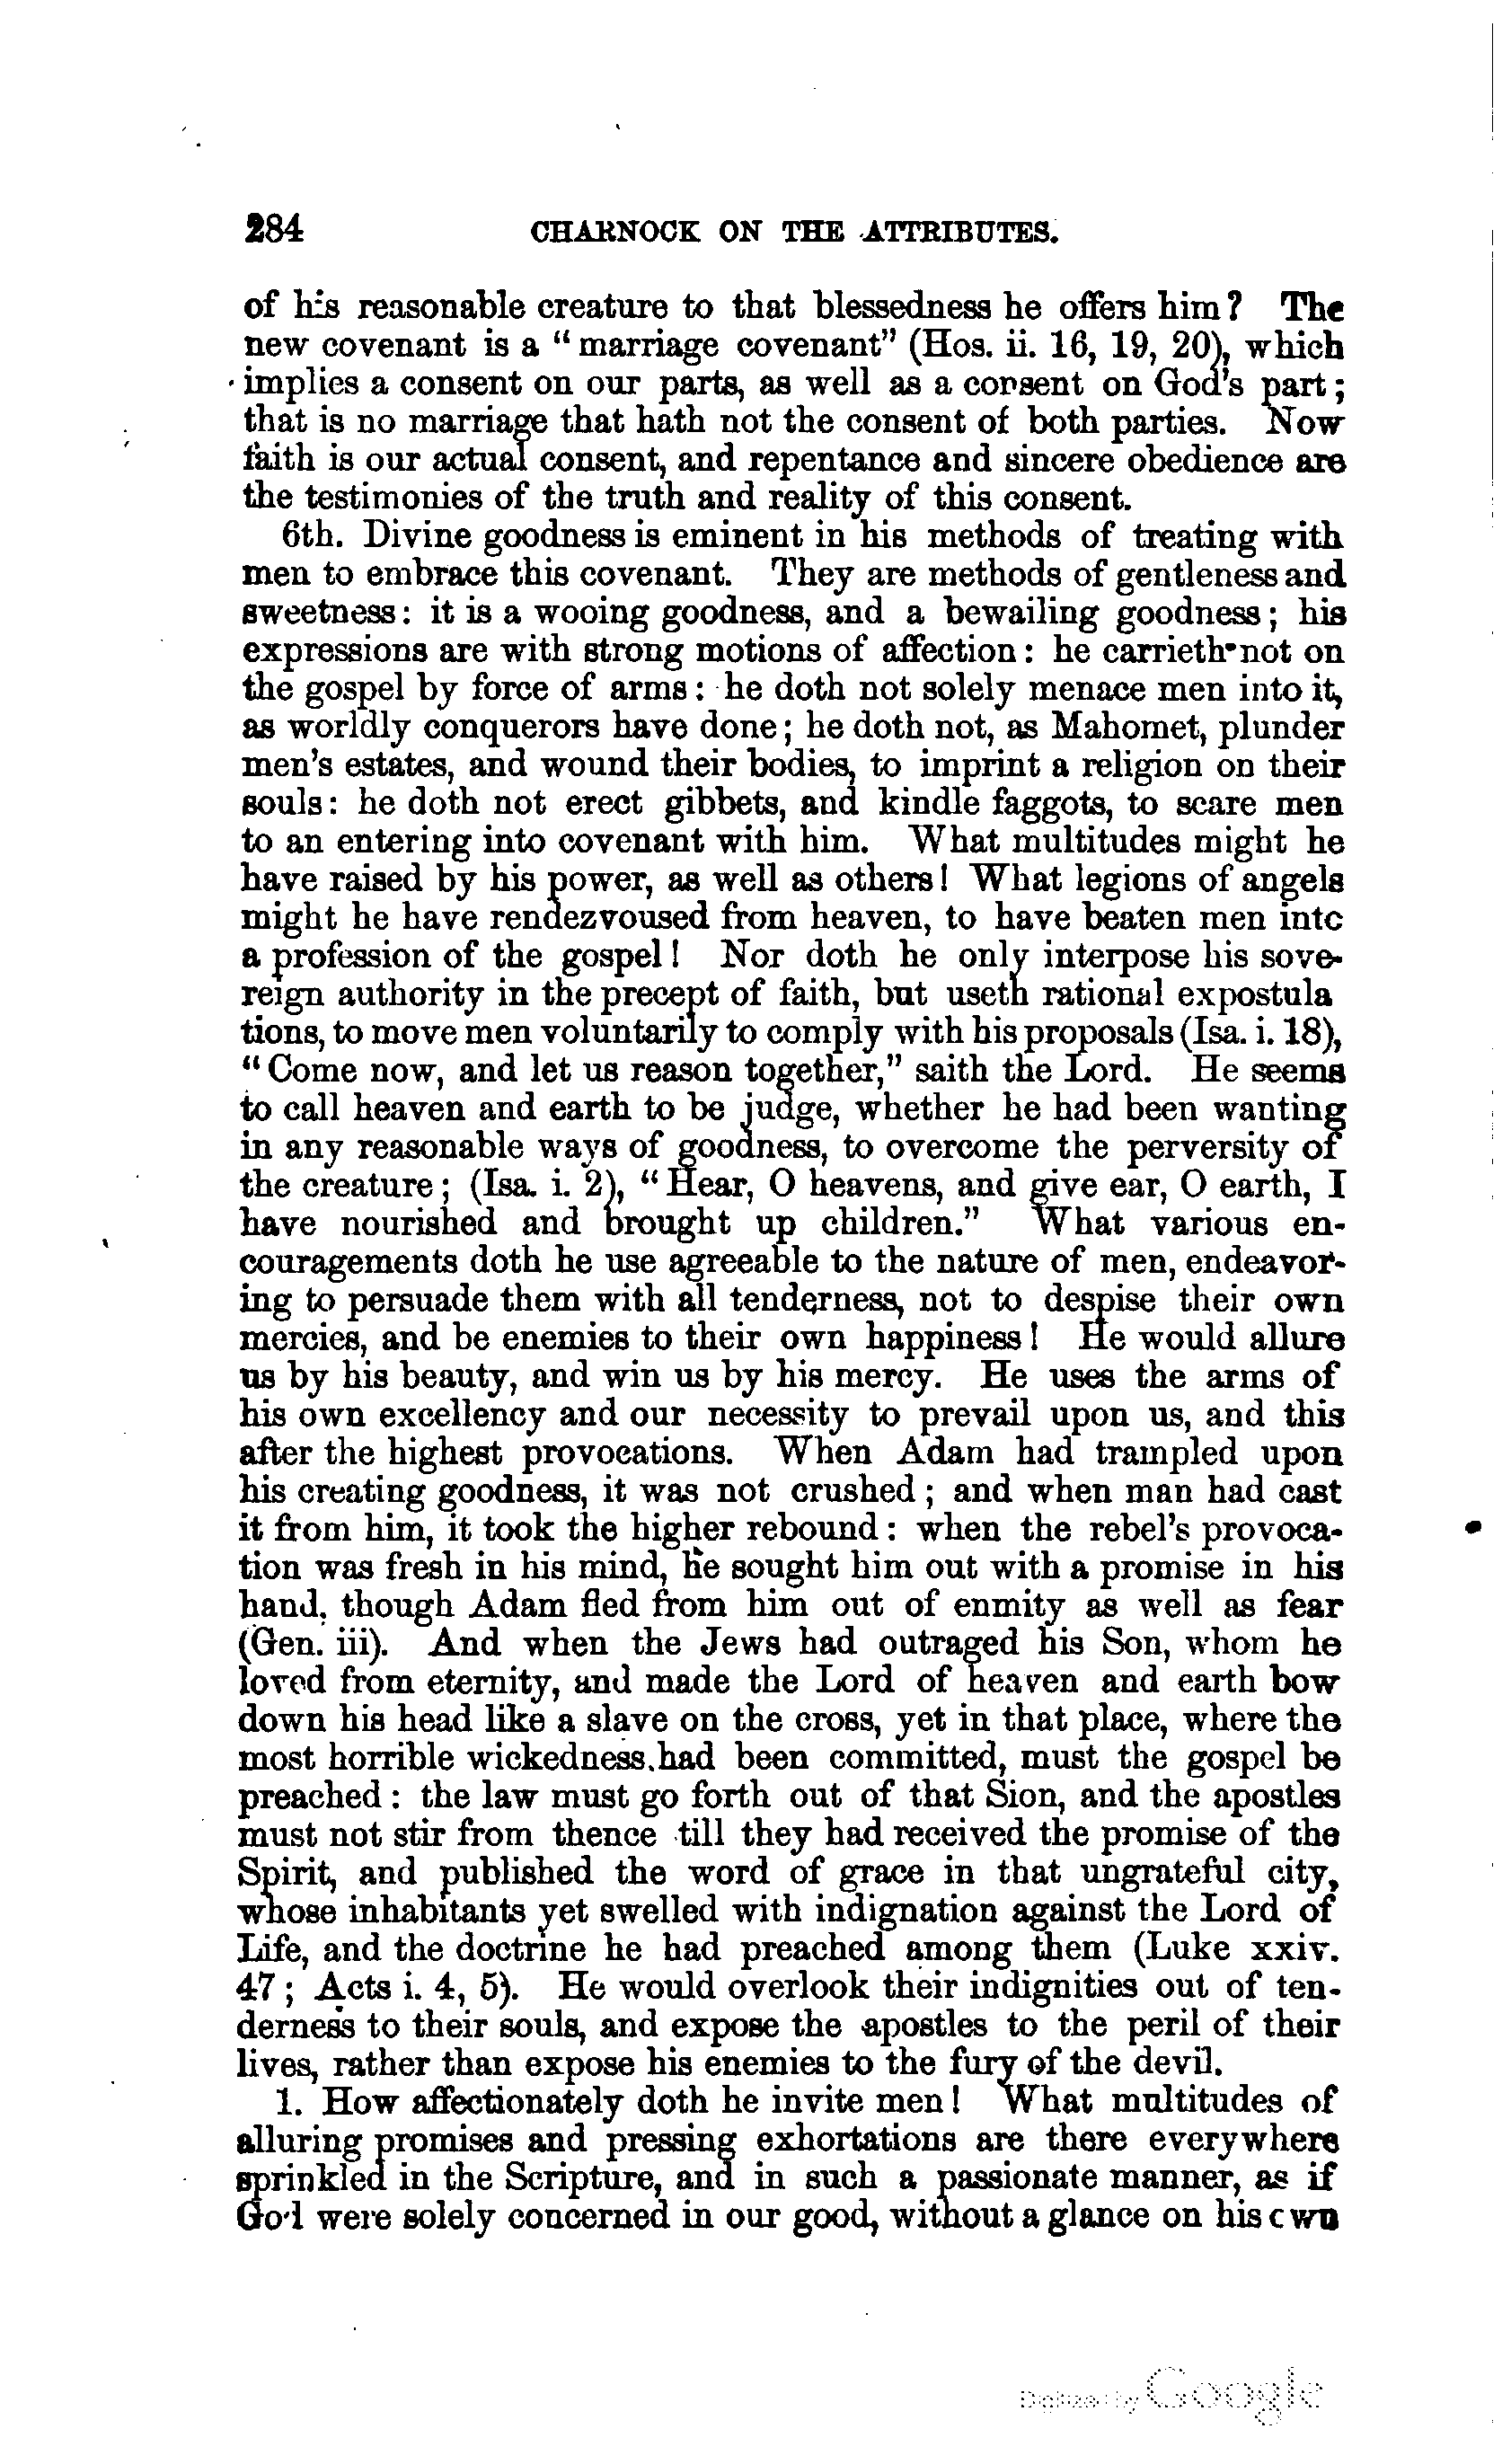 284 CHARNOCK ON THE ATTRIBUTES.
of his reasonable creature to that blessedness he offers him? The
new covenant is a "marriage covenant" (Hos. ii. 16, 19, 20), which
implies a consent on our parts, as well as a consent on God's part;
that is no marriage that hath not the consent of both parties. Now
faith is our actual consent, and repentance and sincere obedience are
the testimonies of the truth and reality of this consent.
6th. Divine goodness is eminent in his methods of treating with
men to embrace this covenant. They are methods of gentleness and
sweetness: it is a wooing goodness, and a bewailing goodness; his
expressions are with strong motions of affection: he carrieth not on
the gospel by force of arms: he doth not solely menace men into it,
as worldly conquerors have done; he doth not, as Mahomet, plunder
men's estates, and wound their bodies, to imprint a religion on their
souls: he doth not erect gibbets, and kindle faggots, to scare men
to an entering into covenant with him. What multitudes might he
have raised by his power, as well as others! What legions of angels
might he have rendezvoused from heaven, to have beaten men into
a profession of the gospel! Nor doth he only interpose his sove-
reign authority in the precept of faith, but useth rational expostula
tions, to move men voluntarily to comply with his proposals (Isa. i. 18),
"Come now, and let us reason together," saith the Lord. He seems
to call heaven and earth to be judge, whether he had been wanting
in any reasonable ways of goodness, to overcome the perversity of
the creature; (Isa. i. 2), "Hear, O heavens, and give ear, O earth, I
have nourished and brought up children." What various en-
couragements doth he use agreeable to the nature of men, endeavor-
ing to persuade them with all tenderness, not to despise their own
mercies, and be enemies to their own happiness! He would allure
us by his beauty, and win us by his mercy. He uses the arms of
his own excellency and our necessity to prevail upon us, and this
after the highest provocations. When Adam had trampled upon
his creating goodness, it was not crushed; and when man had cast
it from him, it took the higher rebound: when the rebel's provoca-
tion was fresh in his mind, he sought him out with a promise in his
hand, though Adam fled from him out of enmity as well as fear
(Gen. iii). And when the Jews had outraged his Son, whom he
loved from eternity, and made the Lord of heaven and earth bow
down his head like a slave on the cross, yet in that place, where the
most horrible wickedness had been committed, must the gospel be
preached: the law must go forth out of that Sion, and the apostles
must not stir from thence till they had received the promise of the
Spirit, and published the word of grace in that ungrateful city,
whose inhabitants yet swelled with indignation against the Lord of
Life, and the doctrine he had preached among them (Luke xxiv.
47; Acts i. 4, 5). He would overlook their indignities out of ten-
derness to their souls, and expose the apostles to the peril of their
lives, rather than expose his enemies to the fury of the devil.
1. How affectionately doth he invite men! What multitudes of
alluring promises and pressing exhortations are there everywhere
sprinkled in the Scripture, and in such a passionate manner, as if
God were solely concerned in our good, without a glance on his own
Digitized by Google